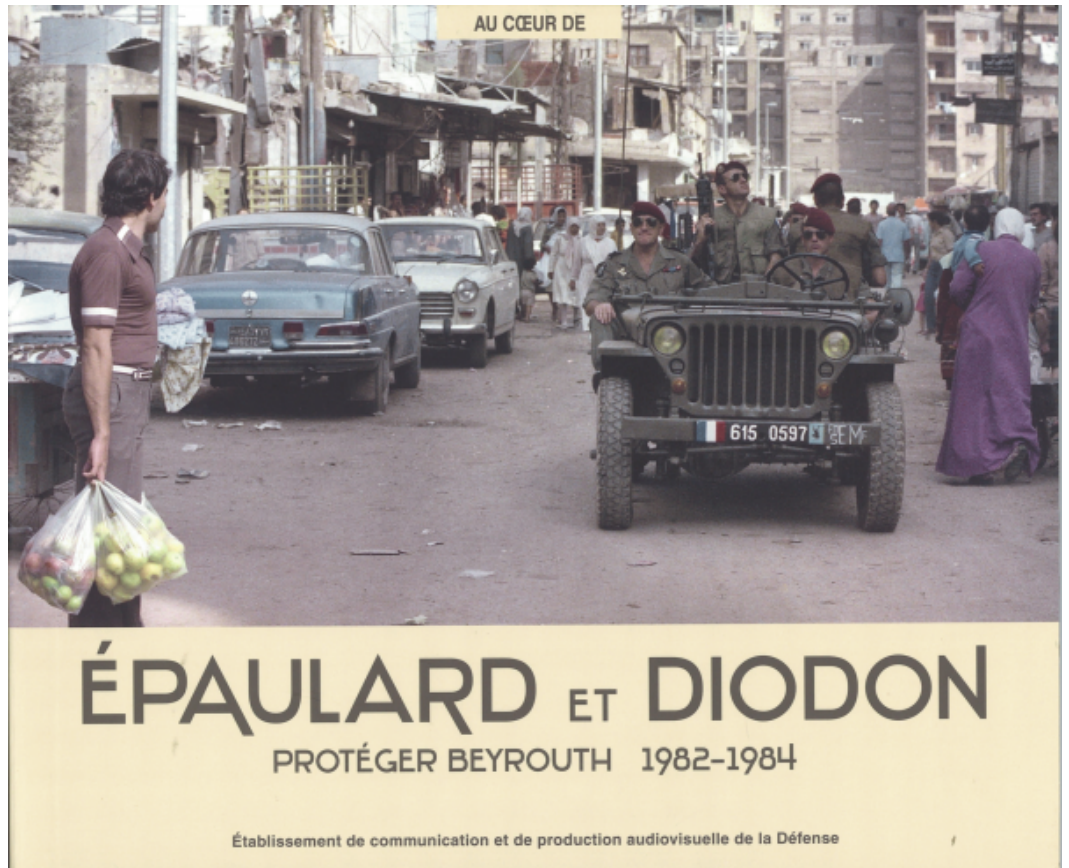 AU CŒUR DE
615 0597
ÉPAULARD ET DIODON
PROTÉGER BEYROUTH 1982-1984
Établissement de communication et de production audiovisuelle de la Défense